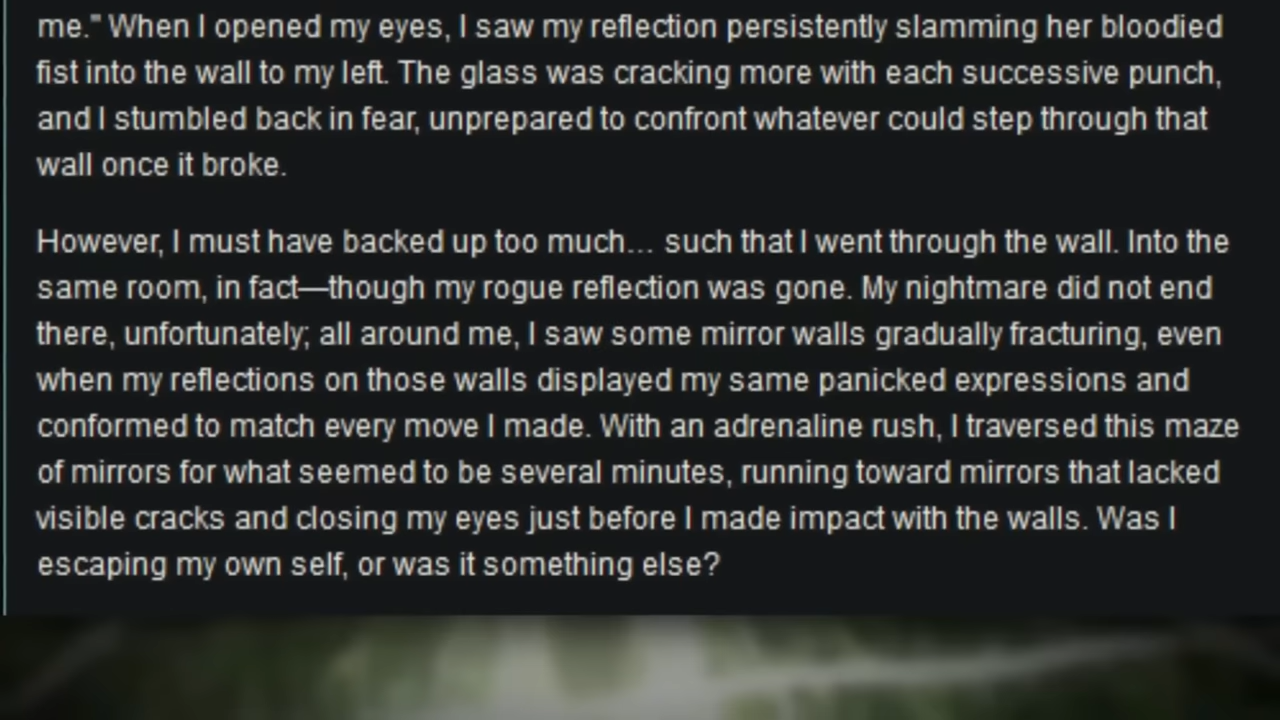 me." When I opened my eyes, I saw my reflection persistently slamming her bloodied
fist into the wall to my left. The glass was cracking more with each successive punch,
and I stumbled back in fear, unprepared to confront whatever could step through that
wall once it broke.
However, I must have backed up too much... such that I went through the wall. Into the
same room, in fact—though my rogue reflection was gone. My nightmare did not end
there, unfortunately; all around me, I saw some mirror walls gradually fracturing, even
when my reflections on those walls displayed my same panicked expressions and
conformed to match every move I made. With an adrenaline rush, I traversed this maze
of mirrors for what seemed to be several minutes, running toward mirrors that lacked
visible cracks and closing my eyes just before I made impact with the walls. Was I
escaping my own self, or was it something else?